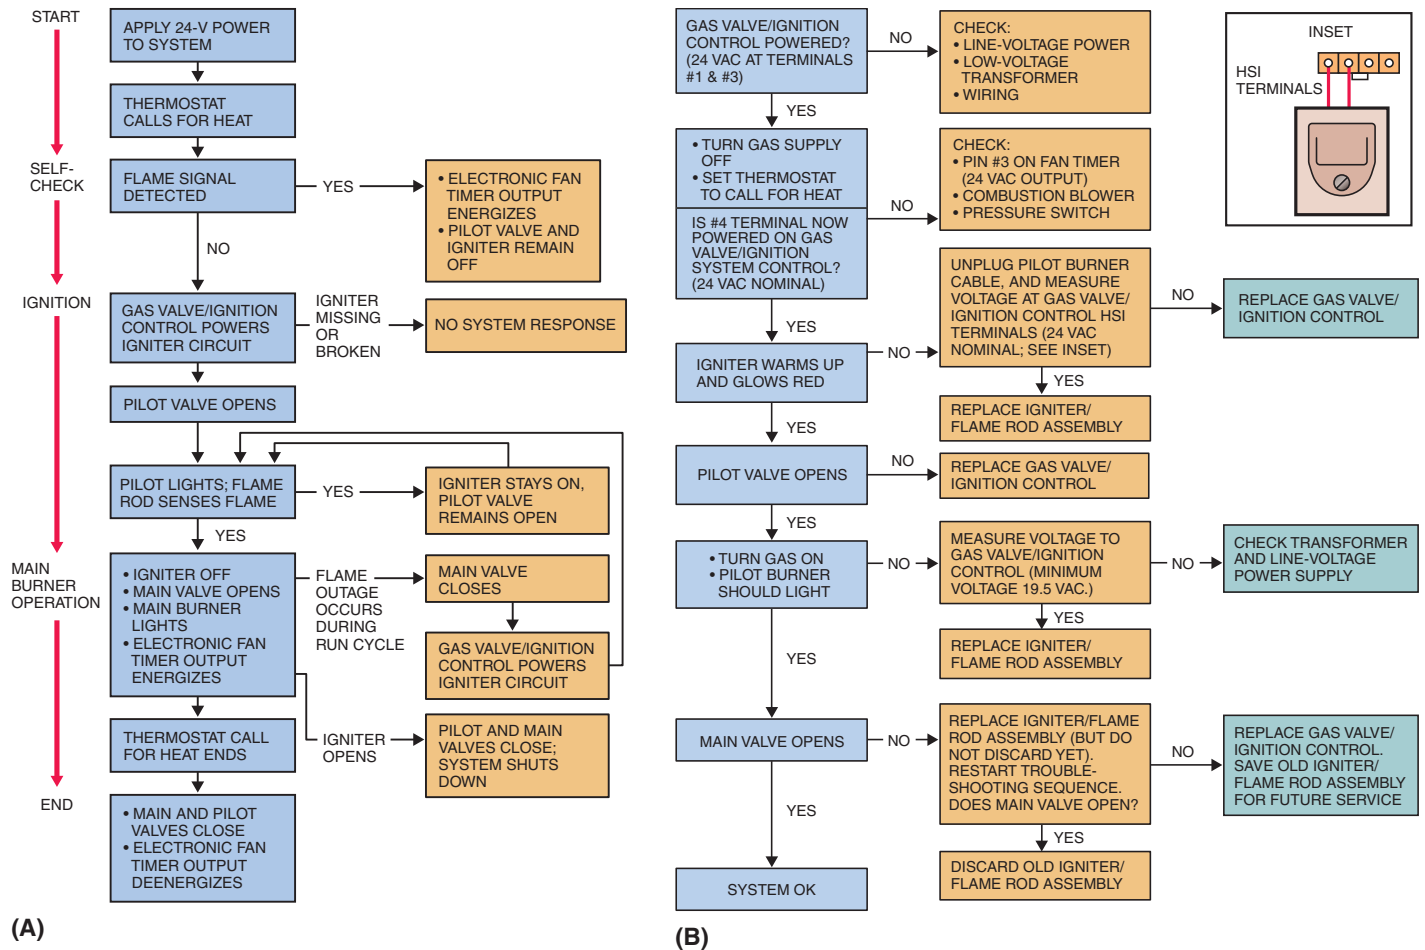 START
APPLY 24-V POWER
TO SYSTEM
THERMOSTAT
CALLS FOR HEAT
SELF-
CHECK
FLAME SIGNAL
DETECTED
YES
• ELECTRONIC FAN
TIMER OUTPUT
ENERGIZES
• PILOT VALVE AND
IGNITER REMAIN
OFF
NO
IGNITION
GAS VALVE/IGNITION
CONTROL POWERS
IGNITER CIRCUIT
IGNITER
MISSING
OR
BROKEN
NO SYSTEM RESPONSE
PILOT VALVE OPENS
PILOT LIGHTS; FLAME
ROD SENSES FLAME
YES
IGNITER STAYS ON,
PILOT VALVE
REMAINS OPEN
YES
MAIN
BURNER
OPERATION
• IGNITER OFF
• MAIN VALVE OPENS
• MAIN BURNER
LIGHTS
• ELECTRONIC FAN
TIMER OUTPUT
ENERGIZES
FLAME
OUTAGE
OCCURS
DURING
RUN CYCLE
MAIN VALVE
CLOSES
GAS VALVE/IGNITION
CONTROL POWERS
IGNITER CIRCUIT
THERMOSTAT CALL
FOR HEAT ENDS
IGNITER
OPENS
PILOT AND MAIN
VALVES CLOSE;
SYSTEM SHUTS
DOWN
END
• MAIN AND PILOT
VALVES CLOSE
• ELECTRONIC FAN
TIMER OUTPUT
DEENERGIZES
(A)
GAS VALVE/IGNITION
CONTROL POWERED?
(24 VAC AT TERMINALS
#1 & #3)
NO
CHECK:
• LINE-VOLTAGE POWER
• LOW-VOLTAGE
TRANSFORMER
• WIRING
YES
• TURN GAS SUPPLY
OFF
• SET THERMOSTAT
TO CALL FOR HEAT
IS #4 TERMINAL NOW
POWERED ON GAS
VALVE/IGNITION
SYSTEM CONTROL?
(24 VAC NOMINAL)
NO
CHECK:
• PIN #3 ON FAN TIMER
(24 VAC OUTPUT)
• COMBUSTION BLOWER
• PRESSURE SWITCH
YES
IGNITER WARMS UP
AND GLOWS RED
NO
UNPLUG PILOT BURNER
CABLE, AND MEASURE
VOLTAGE AT GAS VALVE/
IGNITION CONTROL HSI
TERMINALS (24 VAC
NOMINAL; SEE INSET)
NO
REPLACE GAS VALVE/
IGNITION CONTROL
YES
REPLACE IGNITER/
FLAME ROD ASSEMBLY
YES
PILOT VALVE OPENS
NO
REPLACE GAS VALVE/
IGNITION CONTROL
YES
• TURN GAS ON
• PILOT BURNER
SHOULD LIGHT
NO
MEASURE VOLTAGE TO
GAS VALVE/IGNITION
CONTROL (MINIMUM
VOLTAGE 19.5 VAC.)
NO
CHECK TRANSFORMER
AND LINE-VOLTAGE
POWER SUPPLY
YES
REPLACE IGNITER/
FLAME ROD ASSEMBLY
YES
MAIN VALVE OPENS
NO
REPLACE IGNITER/FLAME
ROD ASSEMBLY (BUT DO
NOT DISCARD YET).
RESTART TROUBLE-
SHOOTING SEQUENCE.
DOES MAIN VALVE OPEN?
NO
REPLACE GAS VALVE/
IGNITION CONTROL.
SAVE OLD IGNITER/
FLAME ROD ASSEMBLY
FOR FUTURE SERVICE
YES
DISCARD OLD IGNITER/
FLAME ROD ASSEMBLY
YES
SYSTEM OK
INSET
HSI
TERMINALS
(B)